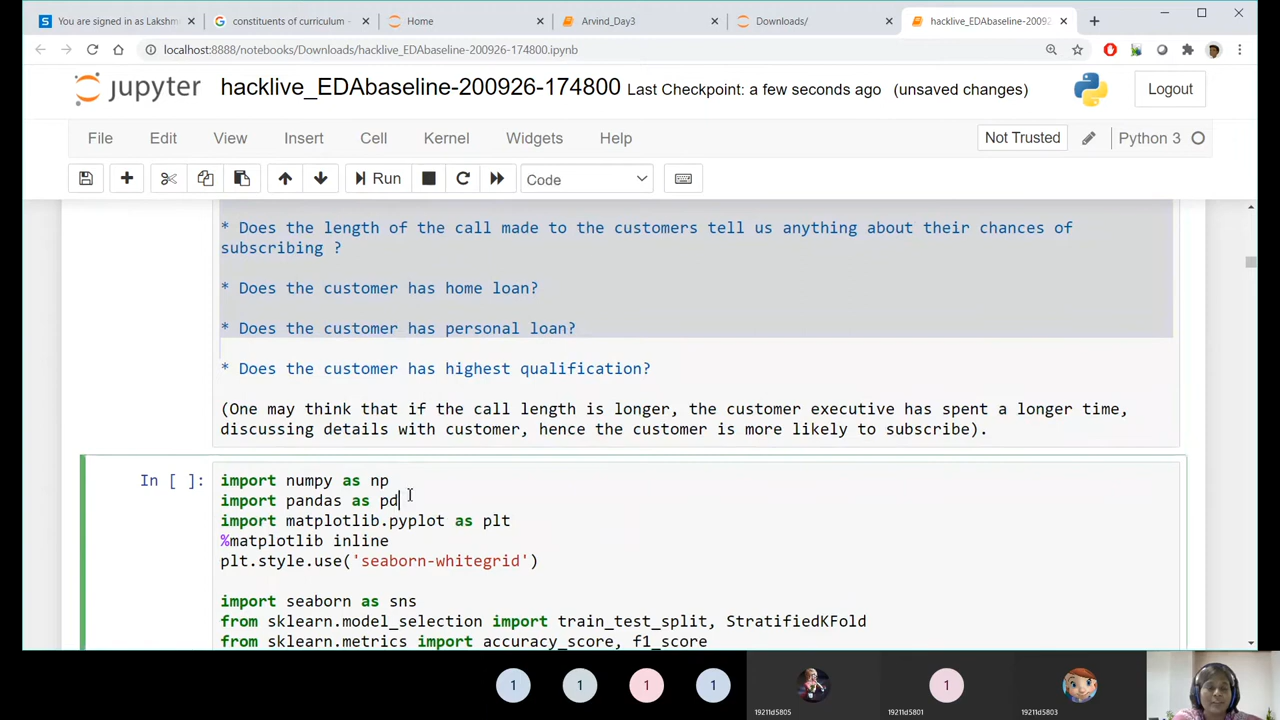 You are signed in as Lakshm
constituents of curriculum -
Home
Arvind_Day3
Downloads/
hacklive_EDAbaseline-200926
localhost:8888/notebooks/Downloads/hacklive_EDAbaseline-200926-174800.ipynb
jupyter
hacklive_EDAbaseline-200926-174800 Last Checkpoint: a few seconds ago (unsaved changes)
Logout
File Edit View Insert Cell Kernel Widgets Help
Not Trusted
Python 3
Run
Code
* Does the length of the call made to the customers tell us anything about their chances of
subscribing ?
* Does the customer has home loan?
* Does the customer has personal loan?
* Does the customer has highest qualification?
(One may think that if the call length is longer, the customer executive has spent a longer time,
discussing details with customer, hence the customer is more likely to subscribe).
In [ ]:
import numpy as np
import pandas as pd
import matplotlib.pyplot as plt
%matplotlib inline
plt.style.use('seaborn-whitegrid')
import seaborn as sns
from sklearn.model_selection import train_test_split, StratifiedKFold
from sklearn.metrics import accuracy_score, f1_score
1 1 1 1 1
19211d5805 19211d5801 19211d5803